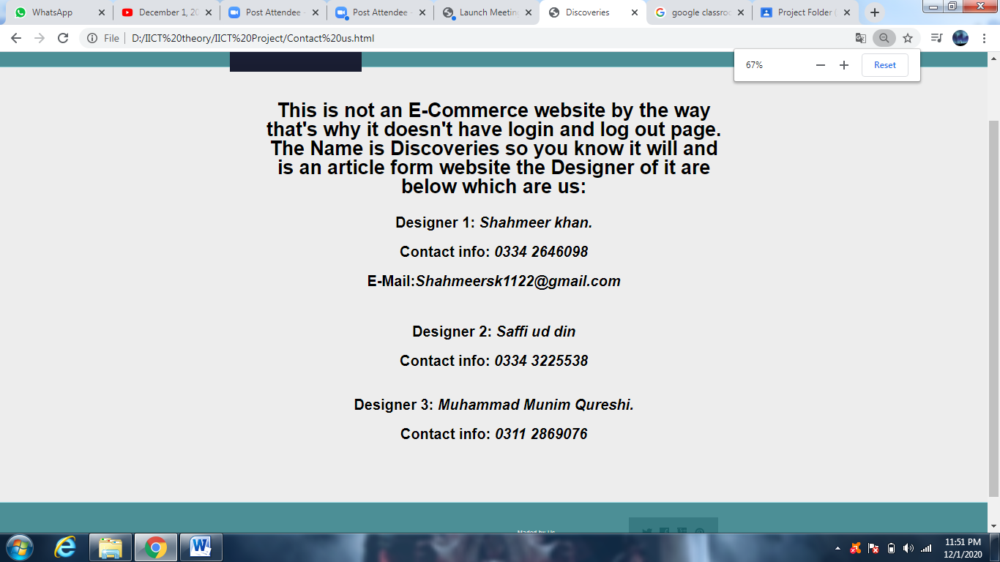 WhatsApp
December 1, 20
Post Attendee -
Post Attendee -
Launch Meeting
Discoveries
google classroo
Project Folder (
File
D:/IICT%20theory/IICT%20Project/Contact%20us.html
67%
Reset
This is not an E-Commerce website by the way
that's why it doesn't have login and log out page.
The Name is Discoveries so you know it will and
is an article form website the Designer of it are
below which are us:
Designer 1: Shahmeer khan.
Contact info: 0334 2646098
E-Mail:Shahmeersk1122@gmail.com
Designer 2: Saffi ud din
Contact info: 0334 3225538
Designer 3: Muhammad Munim Qureshi.
Contact info: 0311 2869076
Maded by Us
11:51 PM
12/1/2020